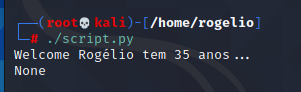 ┌──(root💀kali)-[/home/rogelio]
└─# ./script.py
Welcome Rogélio tem 35 anos...
None